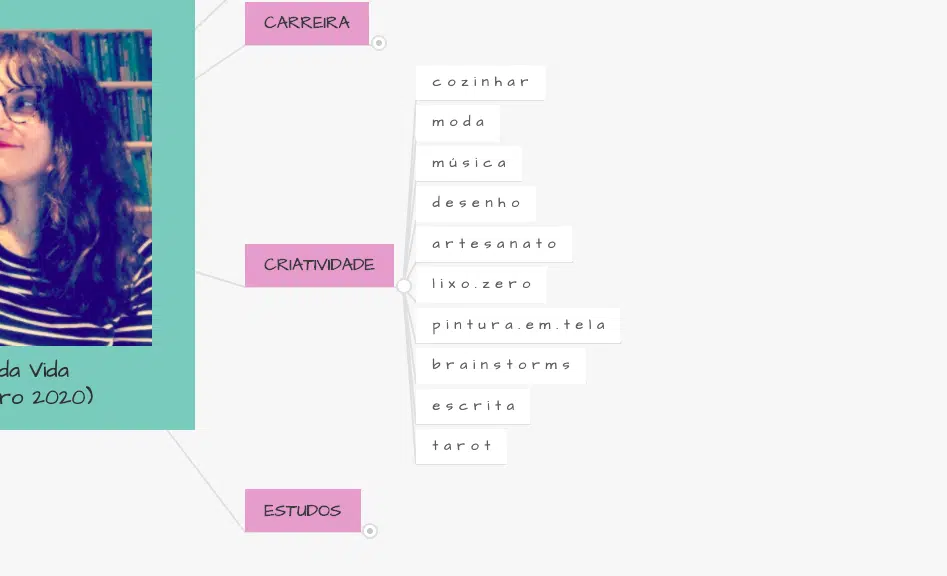 CARREIRA
cozinhar
moda
música
desenho
artesanato
CRIATIVIDADE
lixo.zero
pintura.em.tela
brainstorms
escrita
tarot
da Vida
ro 2020)
ESTUDOS